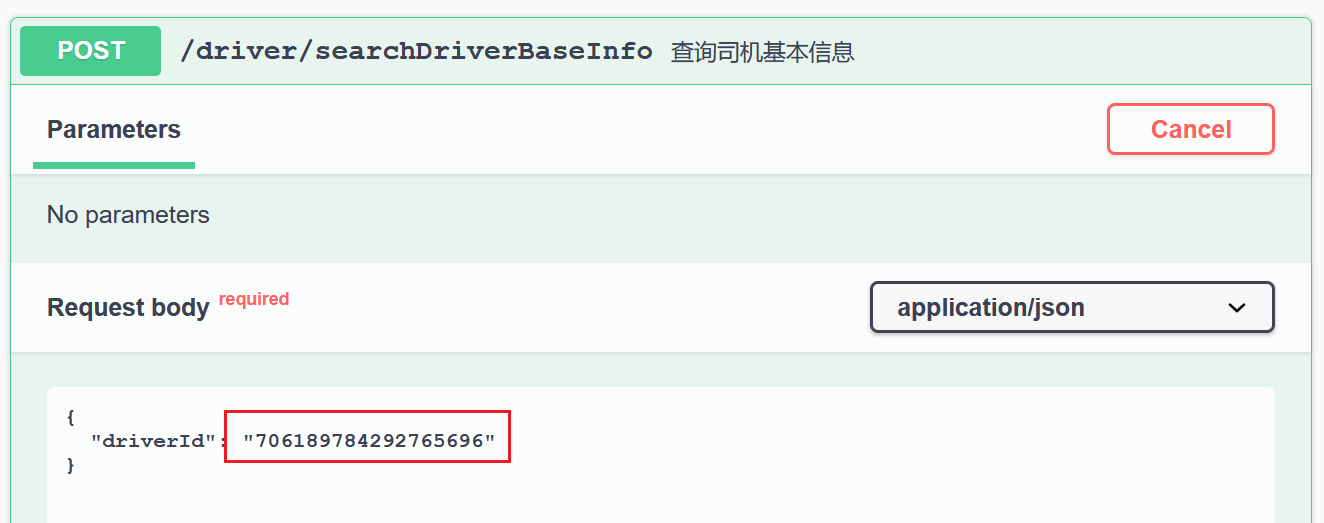 POST /driver/searchDriverBaseInfo 查询司机基本信息
Parameters Cancel
No parameters
Request body required application/json
{
"driverId": "706189784292765696"
}